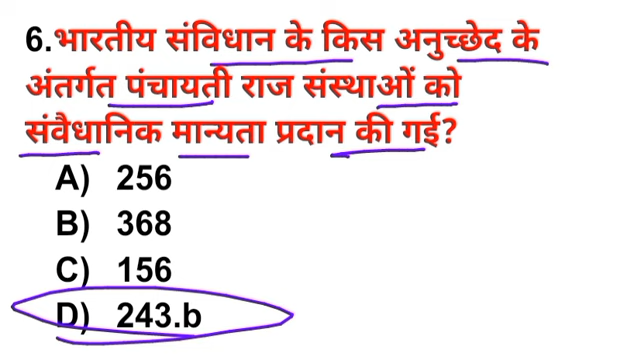 6.भारतीय संविधान के किस अनुच्छेद के
अंतर्गत पंचायती राज संस्थाओं को
संवैधानिक मान्यता प्रदान की गई?
A) 256
B) 368
C) 156
D) 243.b